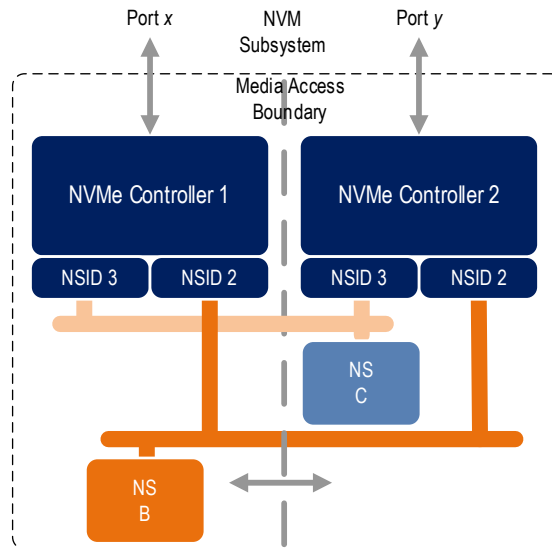 Port x
NVM
Subsystem
Port y
Media Access
Boundary
NVMe Controller 1
NVMe Controller 2
NSID 3
NSID 2
NSID 3
NSID 2
NS
C
NS
B